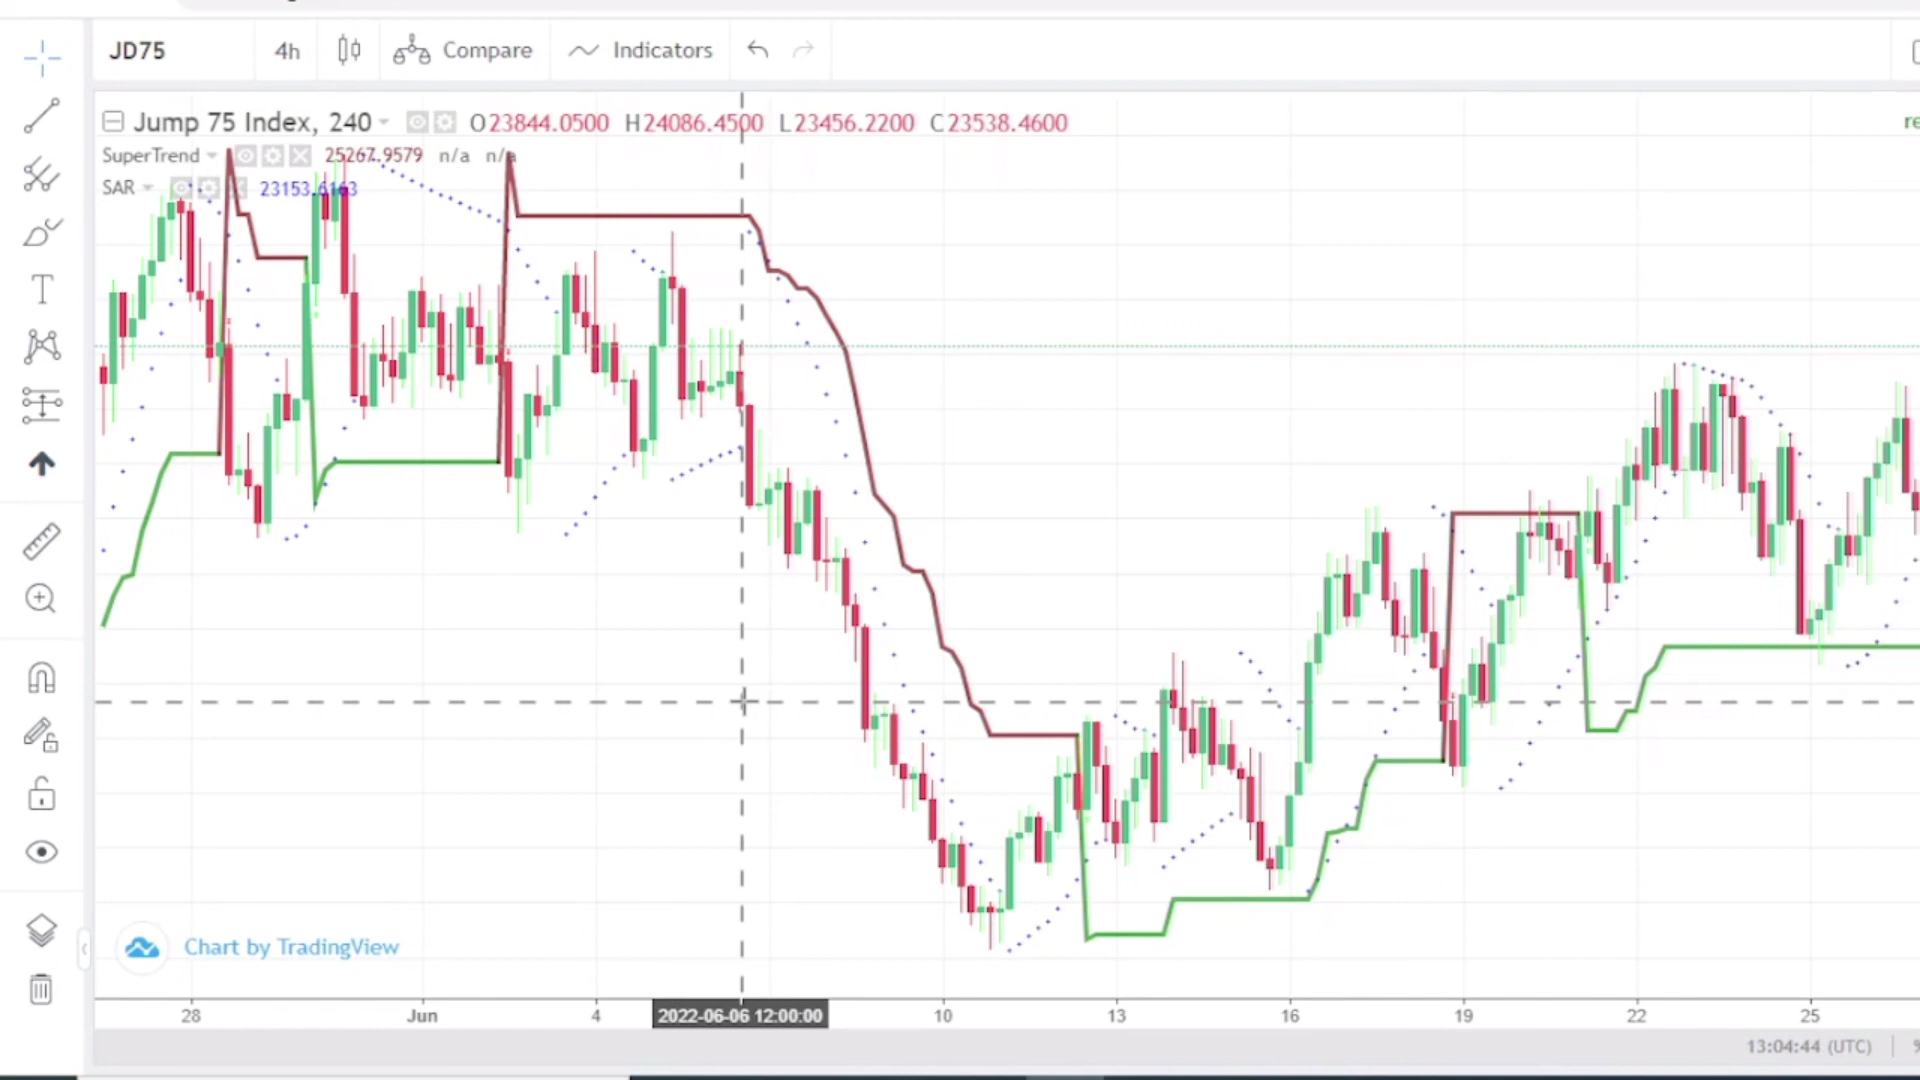 JD75 4h Compare Indicators
Jump 75 Index, 240 O23844.0500 H24086.4500 L23456.2200 C23538.4600
re
SuperTrend 25267.9579 n/a n/a
SAR 23153.6163
T
Chart by TradingView
28 Jun 4 2022-06-06 12:00:00 10 13 16 19 22 25
13:04:44 (UTC)